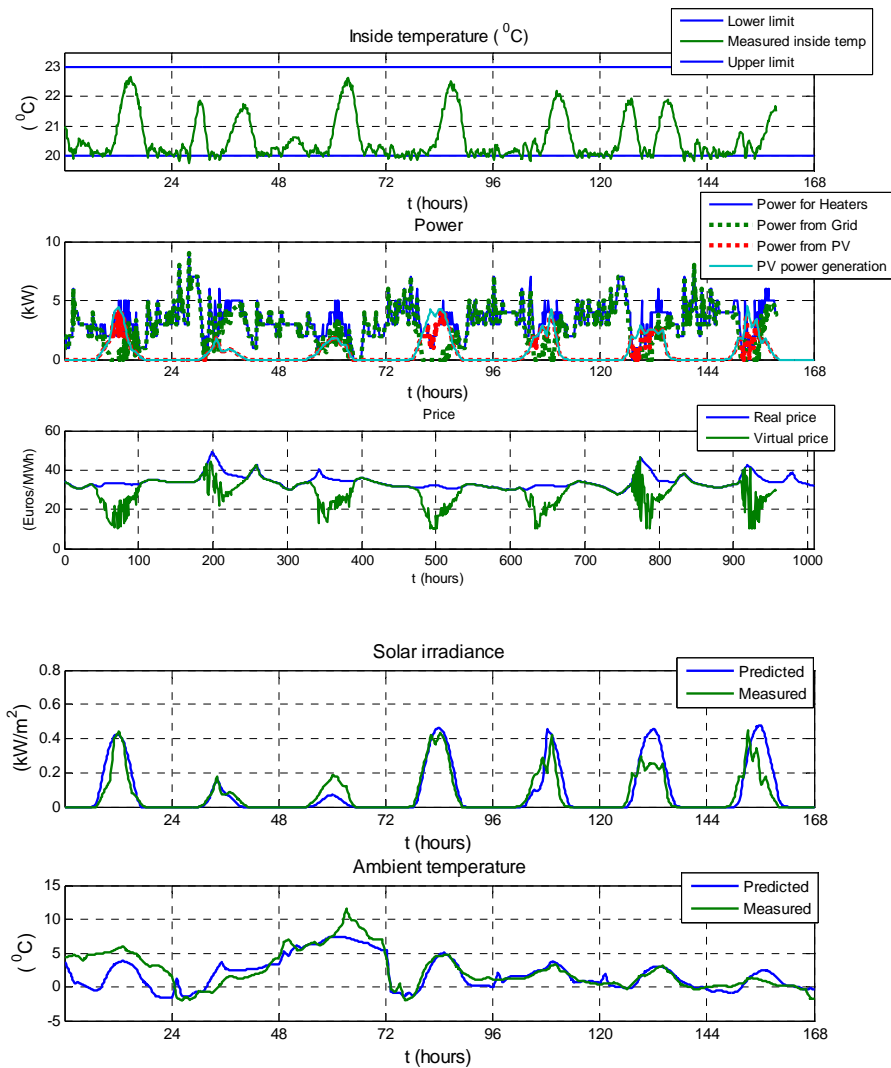 Inside temperature ( ⁰C)
Lower limit
Measured inside temp
Upper limit
( ⁰C)
23
22
21
20
24 48 72 96 120 144 168
t (hours)
Power
Power for Heaters
Power from Grid
Power from PV
PV power generation
(kW)
10
5
0
24 48 72 96 120 144 168
t (hours)
Price
Real price
Virtual price
(Euros/MWh)
60
40
20
0
0 100 200 300 400 500 600 700 800 900 1000
t (hours)
Solar irradiance
Predicted
Measured
(kW/m²)
0.8
0.6
0.4
0.2
0
24 48 72 96 120 144 168
t (hours)
Ambient temperature
Predicted
Measured
( ⁰C)
15
10
5
0
-5
24 48 72 96 120 144 168
t (hours)